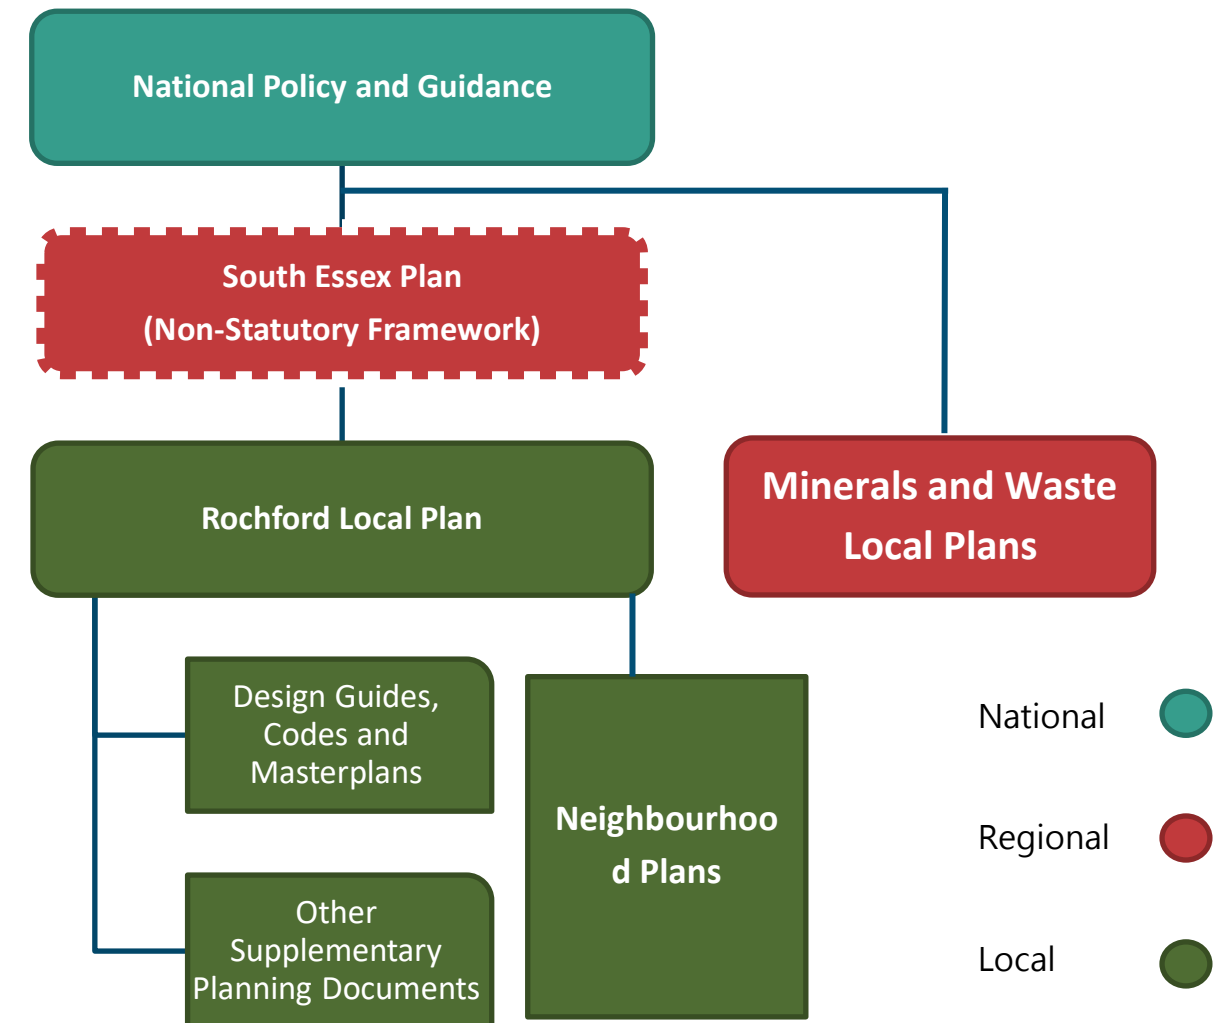 National Policy and Guidance
South Essex Plan
(Non-Statutory Framework)
Rochford Local Plan
Minerals and Waste
Local Plans
Design Guides,
Codes and
Masterplans
Neighbourhoo
d Plans
Other
Supplementary
Planning Documents
National
Regional
Local